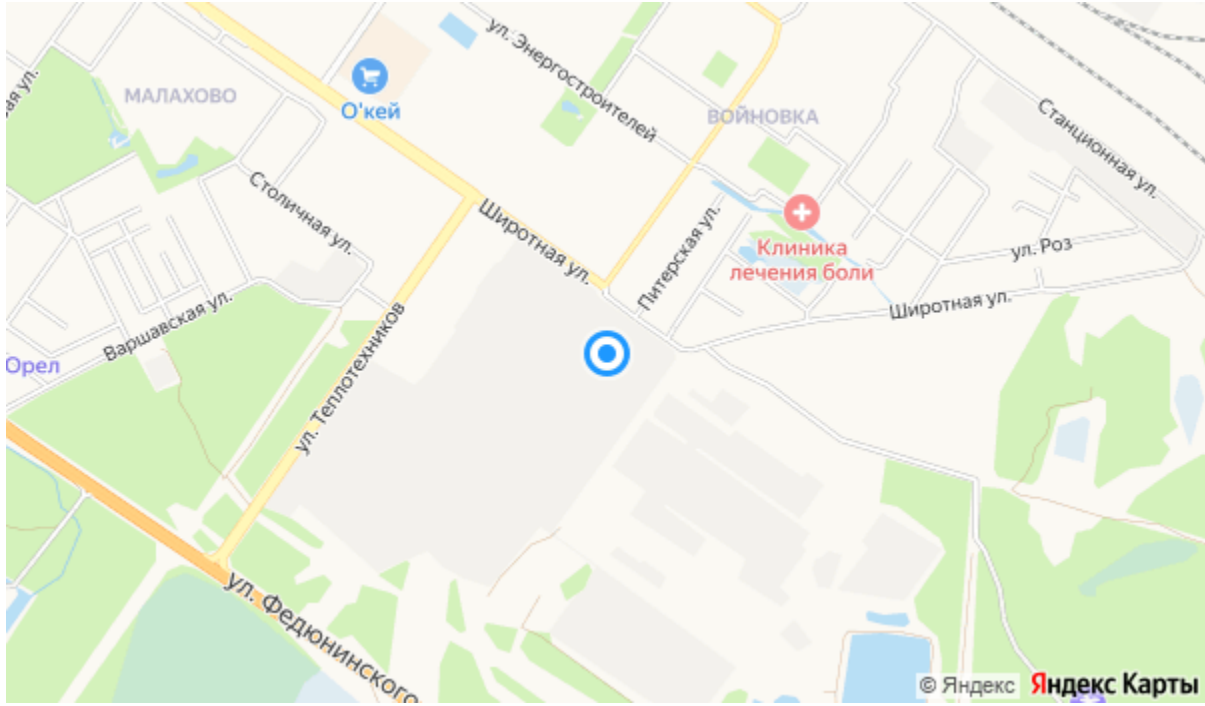 ул. Энергостроителей
МАЛАХОВО
О'кей
ВОЙНОВКА
Станционная ул.
Столичная ул.
Широтная ул.
Питерская ул.
Клиника
лечения боли
ул. Роз
Широтная ул.
Варшавская ул.
Орел
ул. Теплотехников
ул. Федюнинского
© Яндекс Яндекс Карты